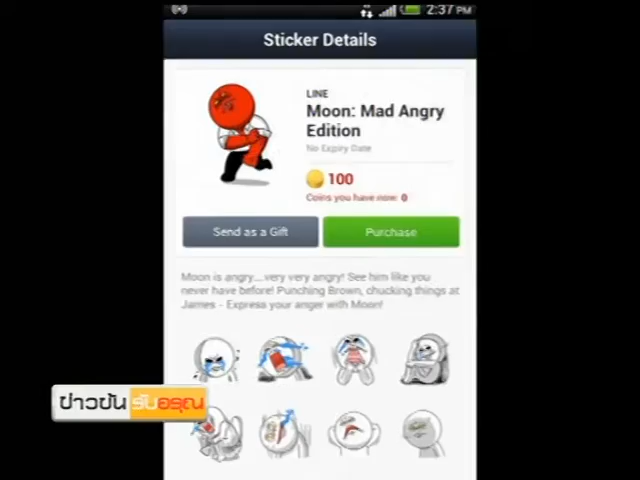 2:37 PM
Sticker Details
LINE
Moon: Mad Angry
Edition
No Expiry Date
100
Coins you have now: 0
Send as a Gift
Purchase
Moon is angry....very very angry! See him like you
never have before! Punching Brown, chucking things at
James - Express your anger with Moon!
ข่าวข้น รับอรุณ